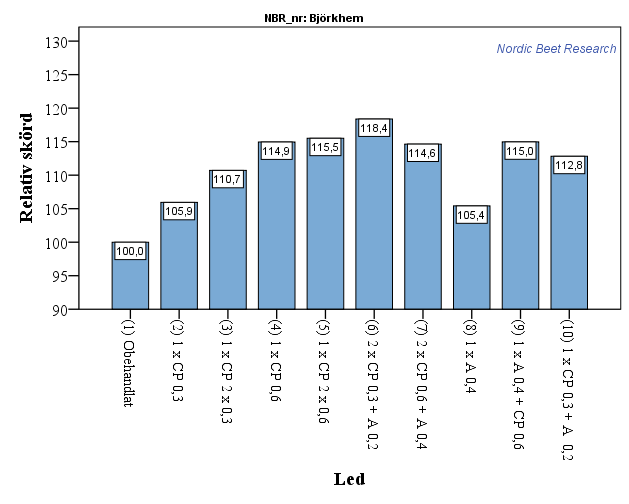 NBR_nr: Björkhem
Nordic Beet Research
Relativ skörd
130
125
120
115
110
105
100
95
90
100,0
105,9
110,7
114,9
115,5
118,4
114,6
105,4
115,0
112,8
(1) Obehandlat
(2) 1 x CP 0,3
(3) 1 x CP 2 x 0,3
(4) 1 x CP 0,6
(5) 1 x CP 2 x 0,6
(6) 2 x CP 0,3 + A 0,2
(7) 2 x CP 0,6 + A 0,4
(8) 1 x A 0,4
(9) 1 x A 0,4 + CP 0,6
(10) 1 x CP 0,3 + A 0,2
Led